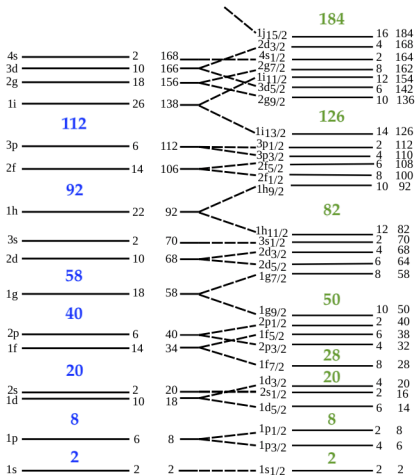 4s 2 168
3d 10 166
2g 18 156
1i 26 138
112
3p 6 112
2f 14 106
92
1h 22 92
3s 2 70
2d 10 68
58
1g 18 58
40
2p 6 40
1f 14 34
20
2s 2 20
1d 10 18
8
1p 6 8
2
1s 2 2
184
1j15/2 16 184
2d3/2 4 168
4s1/2 2 164
2g7/2 8 162
1i11/2 12 154
3d5/2 6 142
2g9/2 10 136
126
1i13/2 14 126
3p1/2 2 112
3p3/2 4 110
2f5/2 6 108
2f1/2 8 100
1h9/2 10 92
82
1h11/2 12 82
3s1/2 2 70
2d3/2 4 68
2d5/2 6 64
1g7/2 8 58
50
1g9/2 10 50
2p1/2 2 40
1f5/2 6 38
2p3/2 4 32
28
1f7/2 8 28
20
1d3/2 4 20
2s1/2 2 16
1d5/2 6 14
8
1p1/2 2 8
1p3/2 4 6
2
1s1/2 2 2